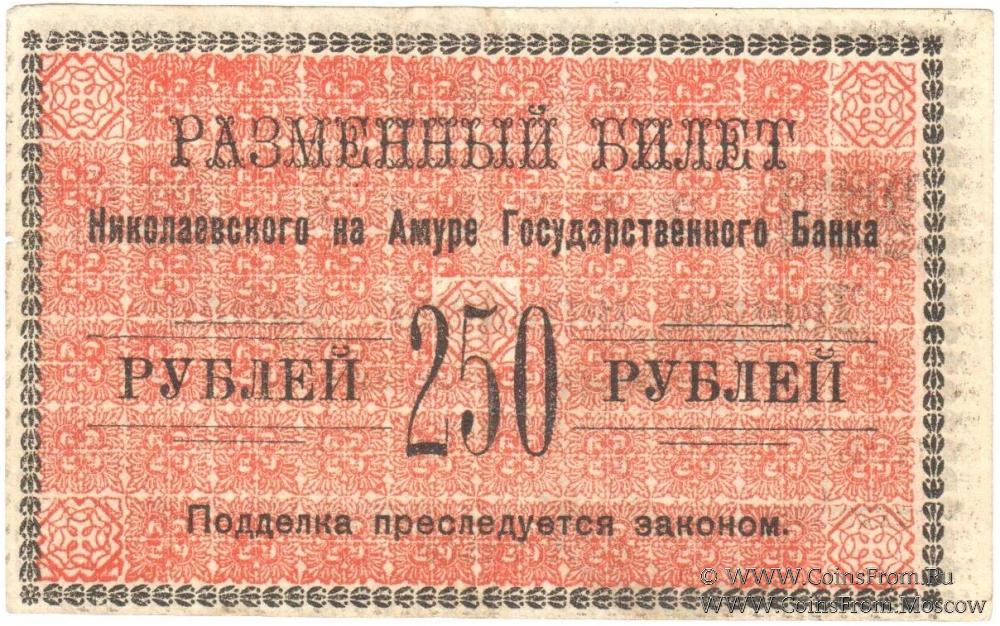 РАЗМЕННЫЙ БИЛЕТ
Николаевского на Амуре Государственного Банка
РУБЛЕЙ 250 РУБЛЕЙ
Подделка преследуется законом.
© WWW.CoinsFrom.Ru
WWW.CoinsFrom.Moscow